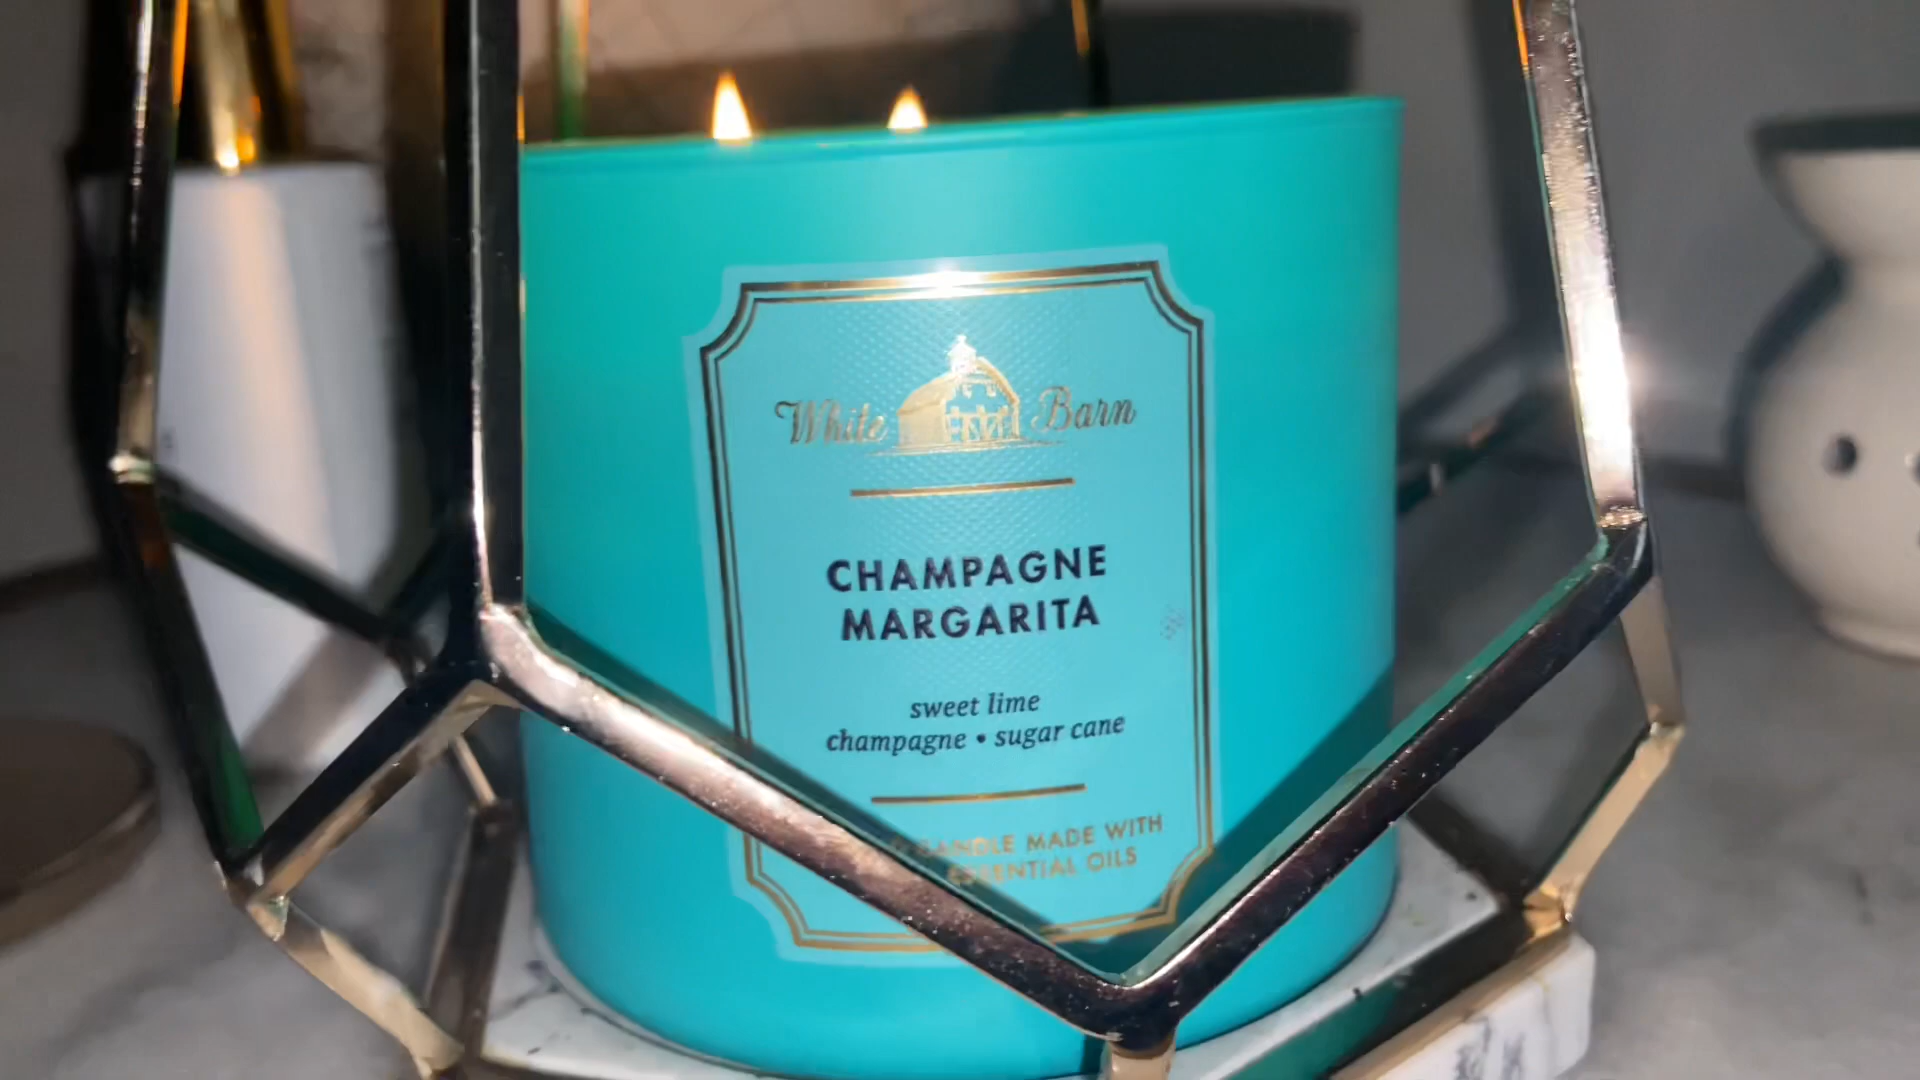 White Barn
CHAMPAGNE
MARGARITA
sweet lime
champagne • sugar cane
CANDLE MADE WITH
ESSENTIAL OILS